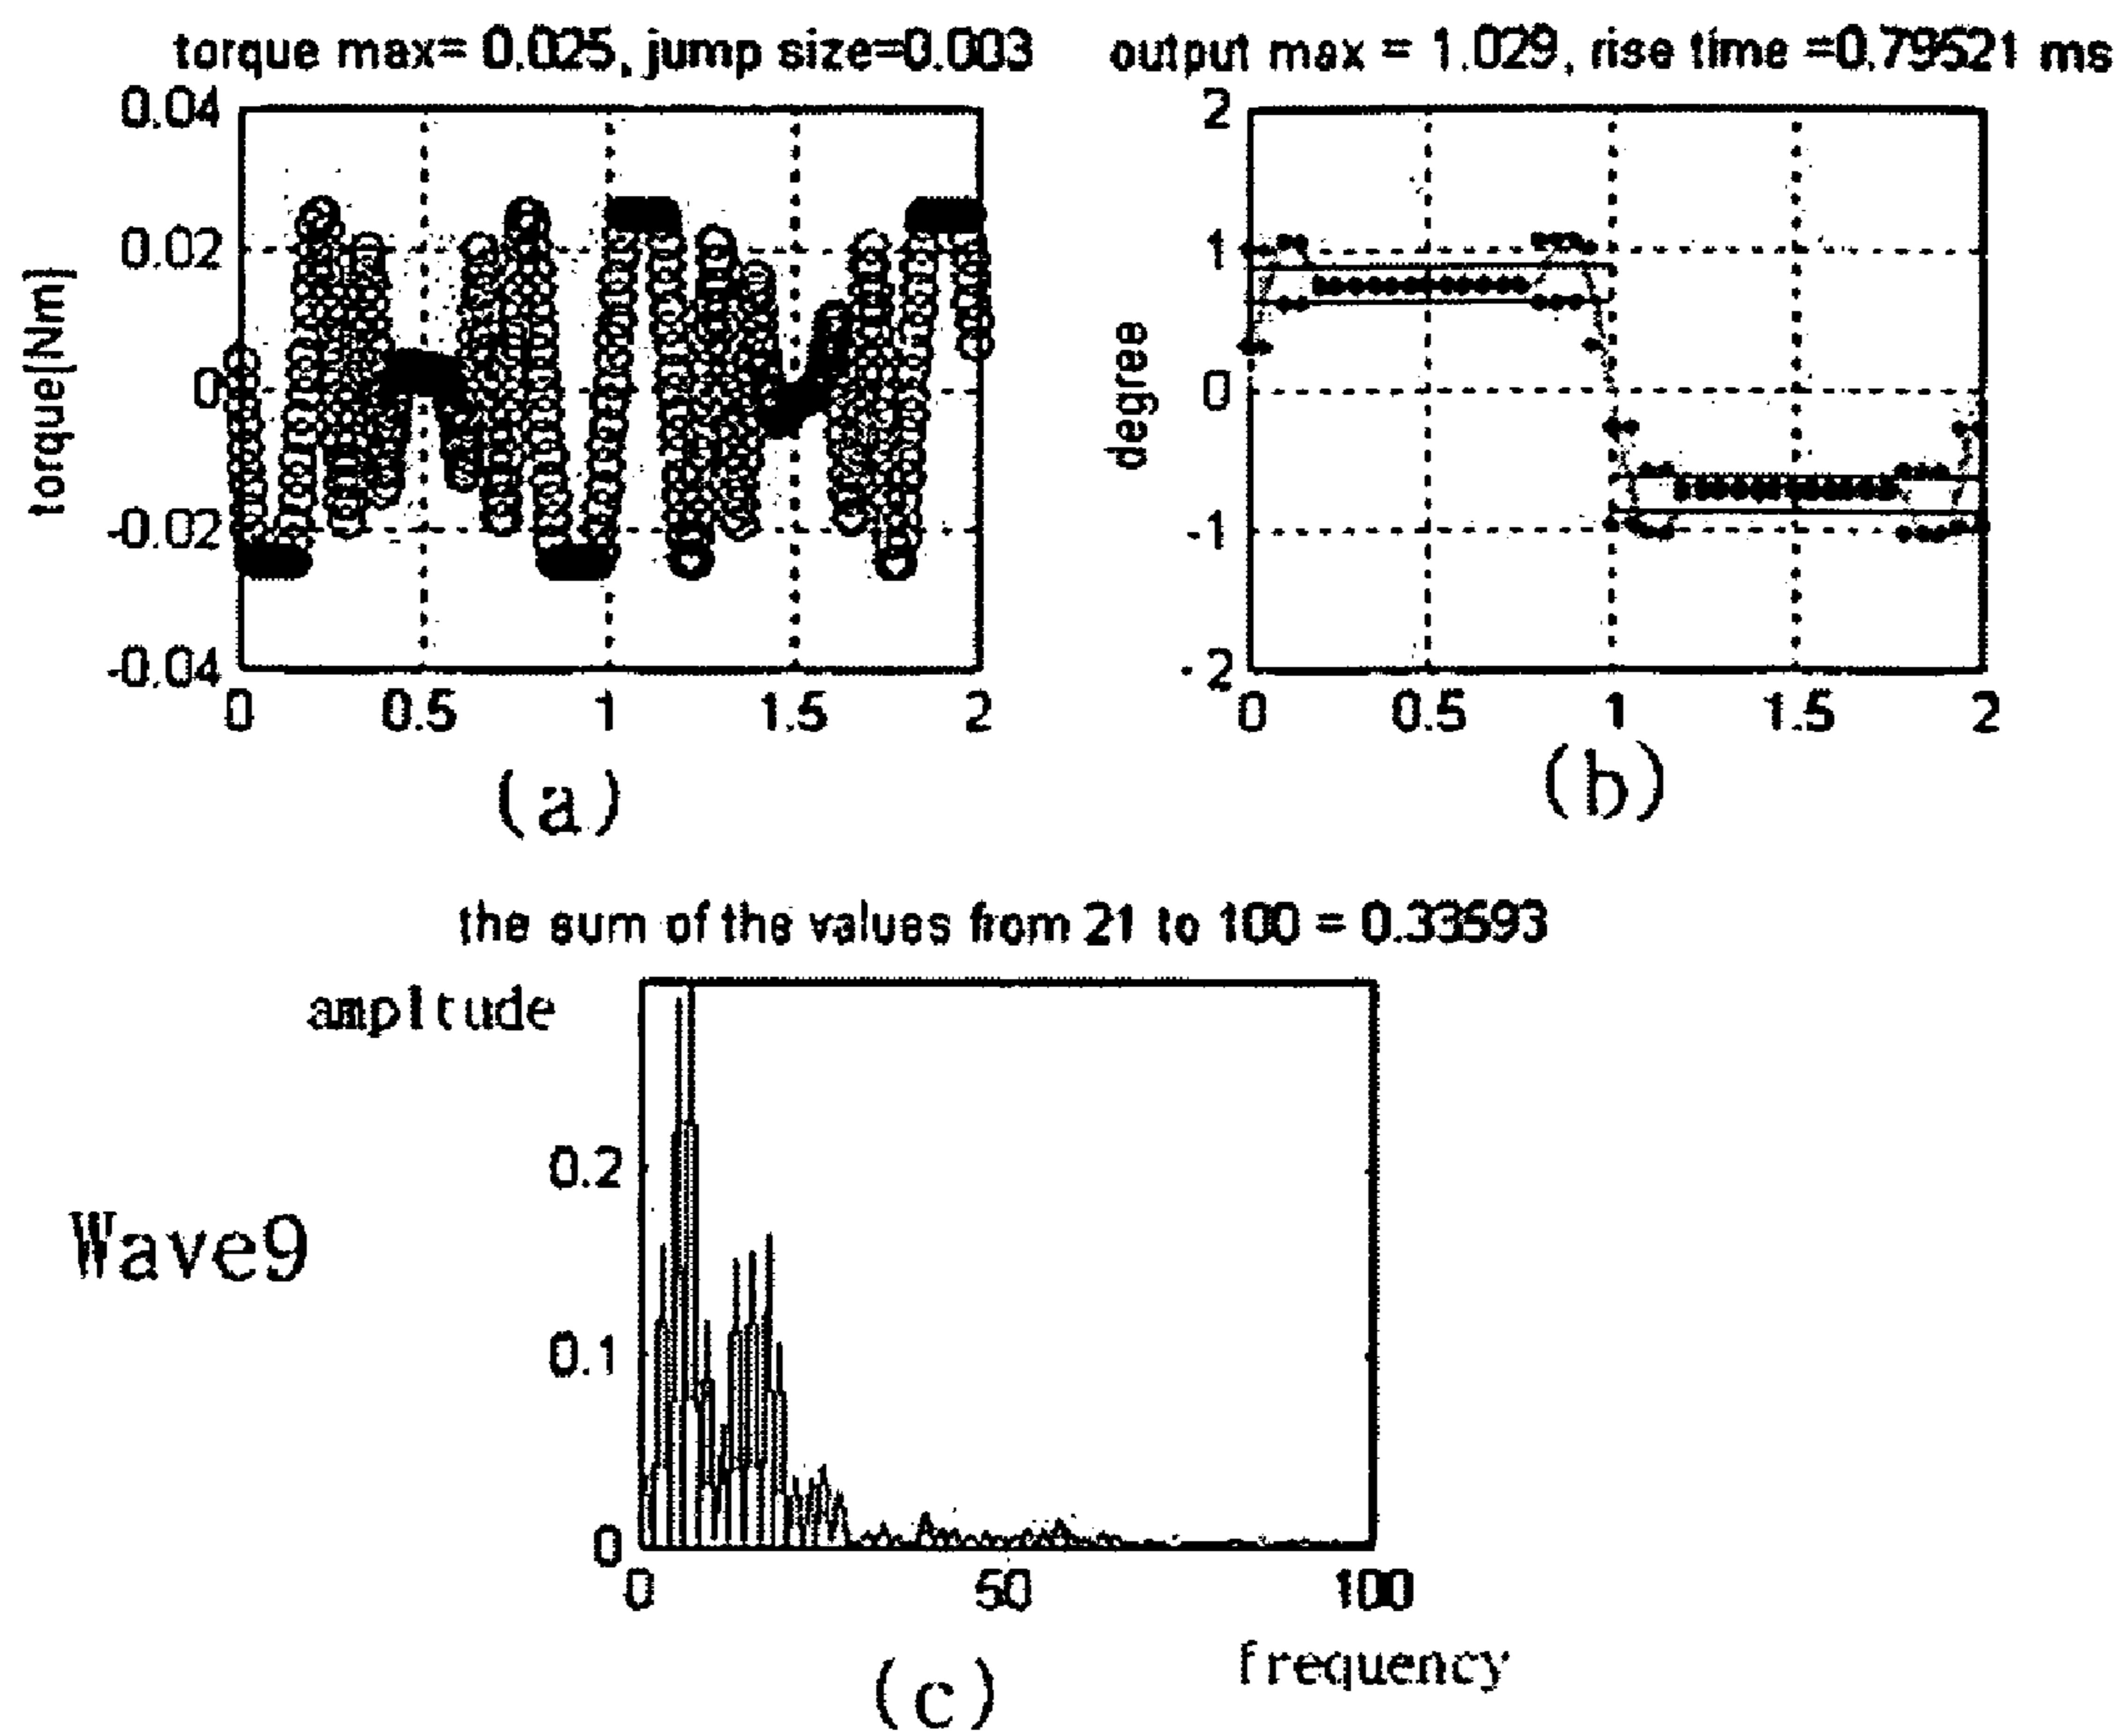 torque max= 0.025, jump size=0.003
output max = 1.029, rise time =0.79521 ms
0.04
0.02
0
-0.02
-0.04
torque[Nm]
0 0.5 1 1.5 2
(a)
2
1
0
-1
-2
degree
0 0.5 1 1.5 2
(b)
the sum of the values from 21 to 100 = 0.33593
ampltude
0.2
0.1
0
0 50 100
frequency
Wave9
(c)